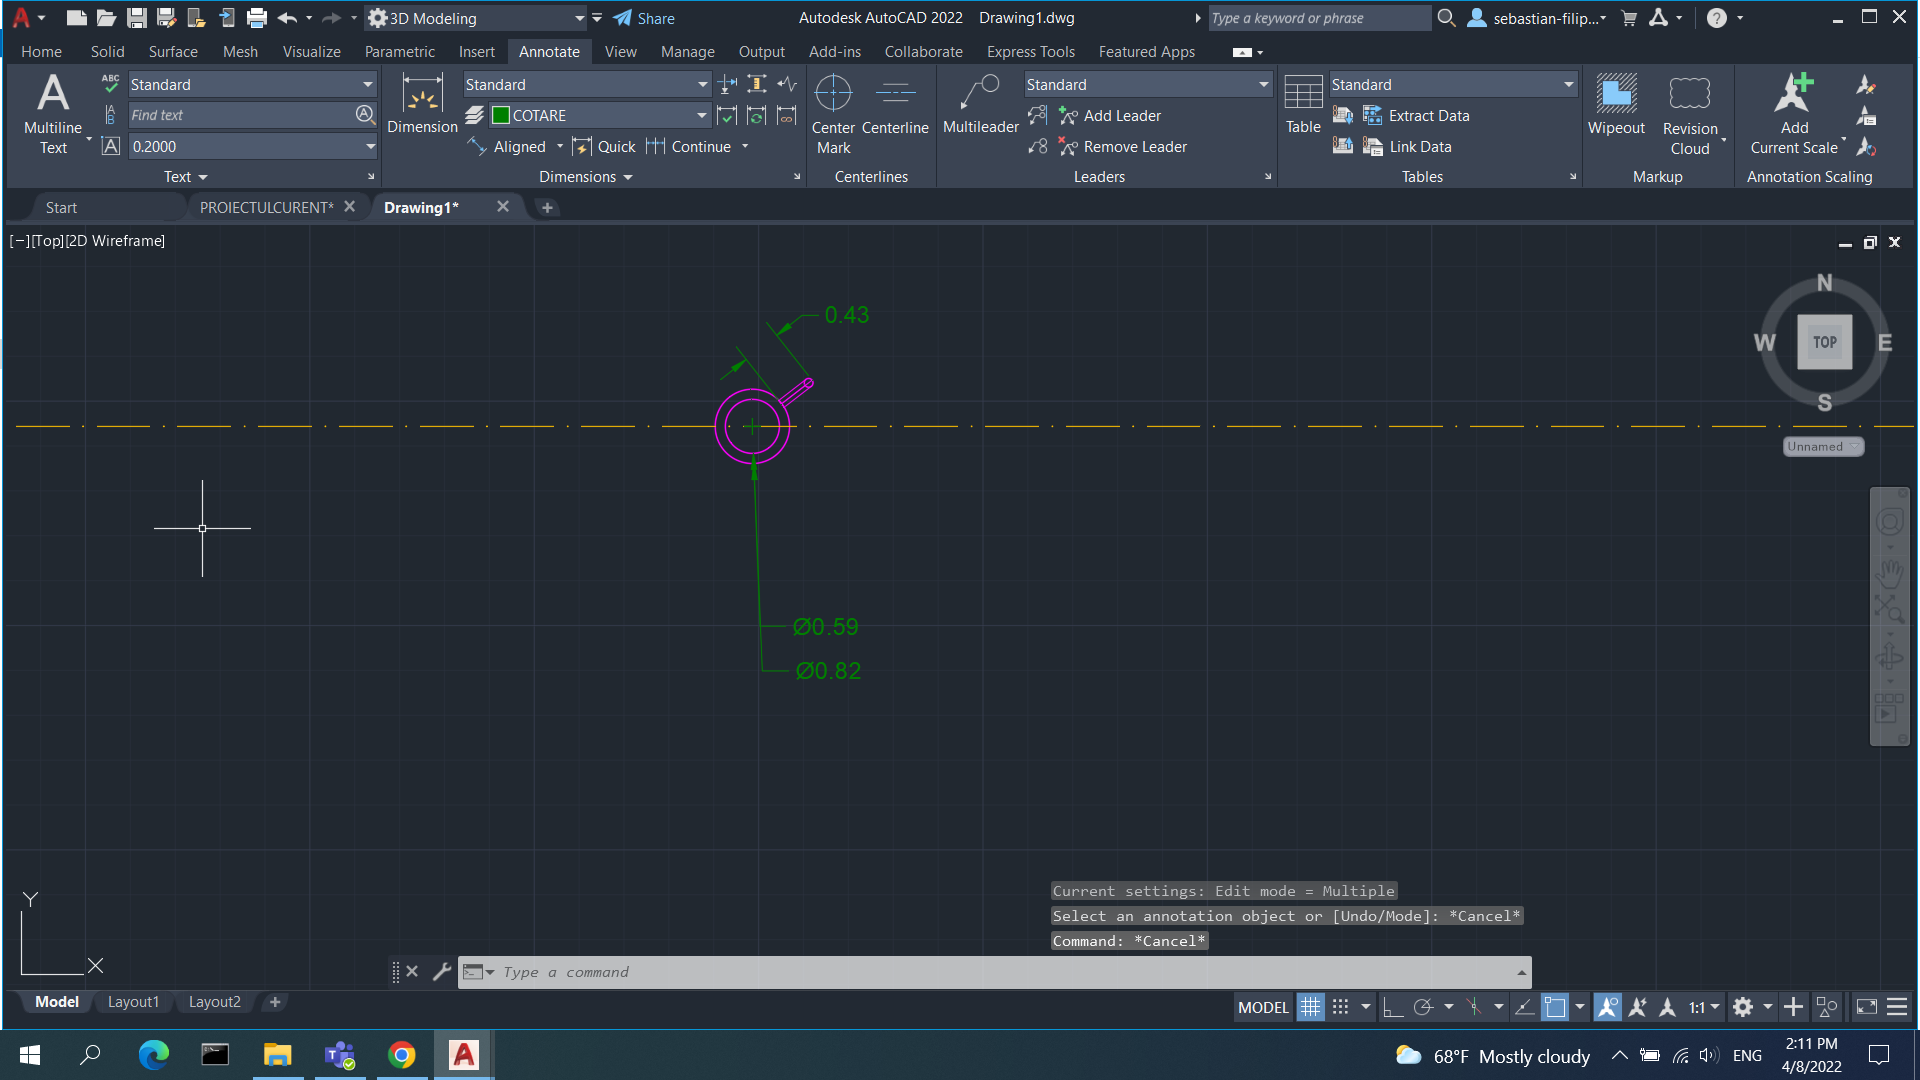 3D Modeling
Share
Autodesk AutoCAD 2022 Drawing1.dwg
Type a keyword or phrase
sebastian-filip...
Home Solid Surface Mesh Visualize Parametric Insert Annotate View Manage Output Add-ins Collaborate Express Tools Featured Apps
A
Multiline
Text
ABC
Standard
Find text
0.2000
Text
Dimension
Standard
COTARE
Aligned
Quick
Continue
Dimensions
Center
Mark
Centerline
Centerlines
Multileader
Standard
Add Leader
Remove Leader
Leaders
Table
Standard
Extract Data
Link Data
Tables
Wipeout
Revision
Cloud
Markup
Add
Current Scale
Annotation Scaling
Start
PROIECTULCURENT*
Drawing1*
[−][Top][2D Wireframe]
N
W
TOP
E
S
Unnamed
0.43
Ø0.59
Ø0.82
Y
X
Current settings: Edit mode = Multiple
Select an annotation object or [Undo/Mode]: *Cancel*
Command: *Cancel*
Type a command
Model Layout1 Layout2
MODEL
1:1
68°F Mostly cloudy
ENG
2:11 PM
4/8/2022